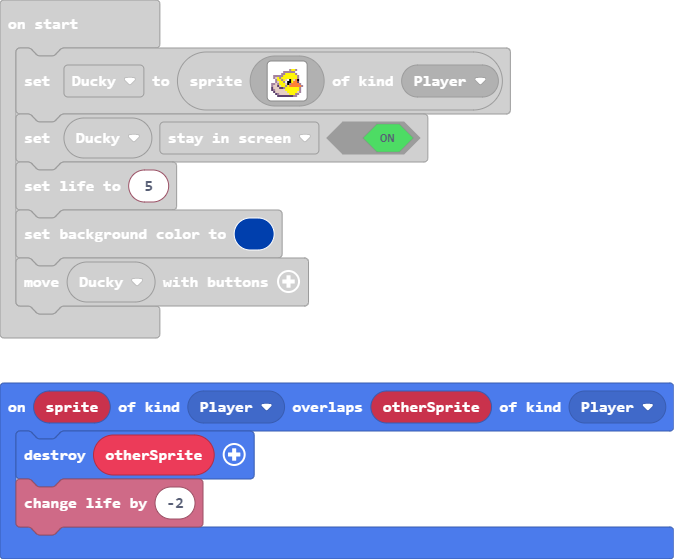 on start
set Ducky to sprite of kind Player
set Ducky stay in screen ON
set life to 5
set background color to
move Ducky with buttons
on sprite of kind Player overlaps otherSprite of kind Player
destroy otherSprite
change life by -2